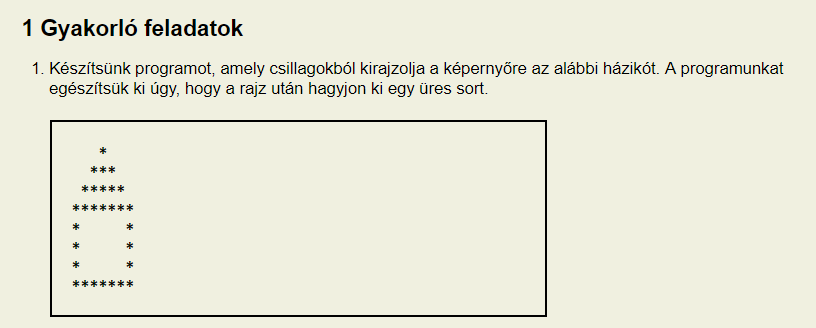 1 Gyakorló feladatok
1. Készítsünk programot, amely csillagokból kirajzolja a képernyőre az alábbi házikót. A programunkat
egészítsük ki úgy, hogy a rajz után hagyjon ki egy üres sort.
   *
  ***
 *****
*******
*     *
*     *
*     *
*******